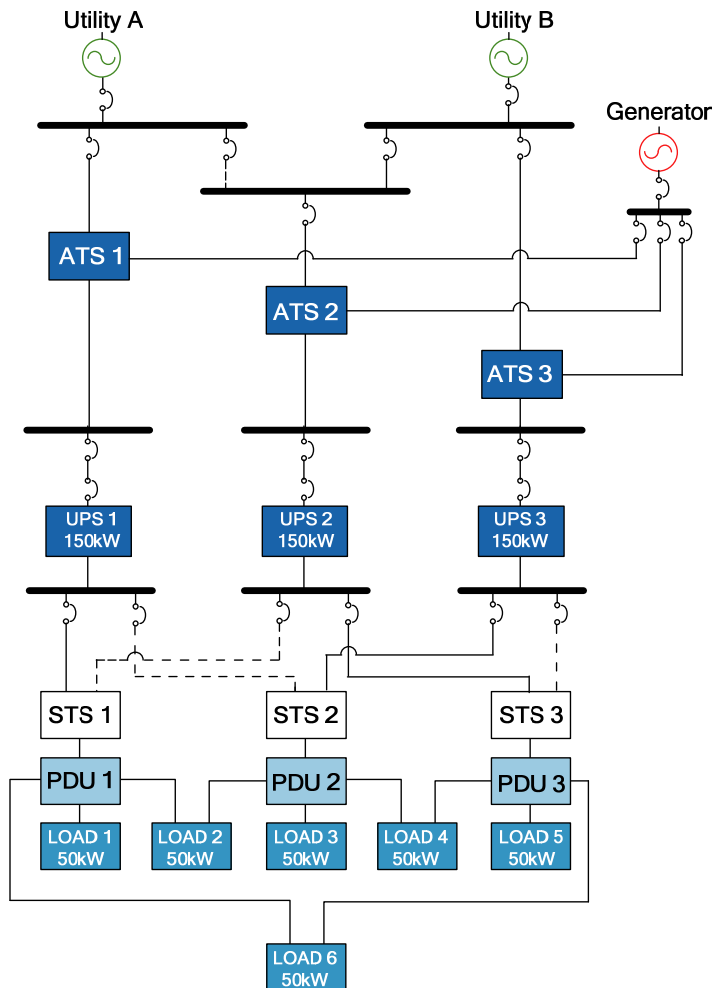 Utility A
Utility B
Generator
ATS 1
ATS 2
ATS 3
UPS 1
150kW
UPS 2
150kW
UPS 3
150kW
STS 1
STS 2
STS 3
PDU 1
PDU 2
PDU 3
LOAD 1
50kW
LOAD 2
50kW
LOAD 3
50kW
LOAD 4
50kW
LOAD 5
50kW
LOAD 6
50kW